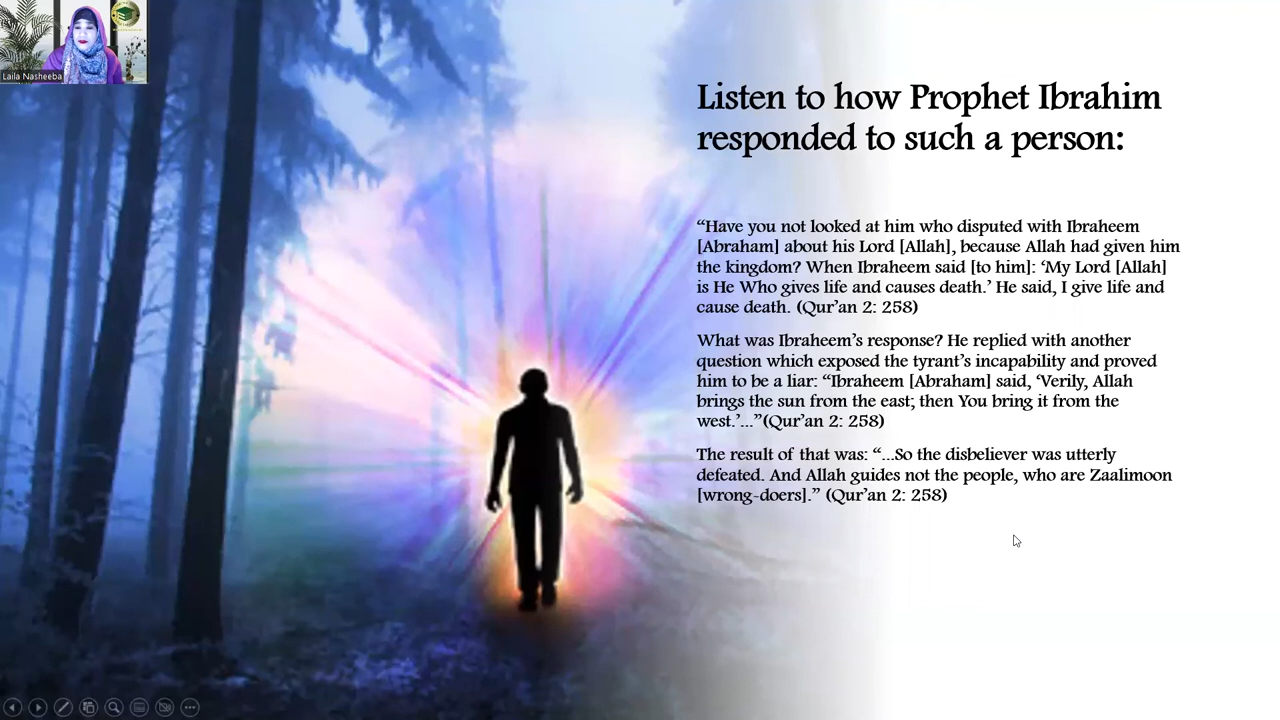 Laila Nasheeba
Listen to how Prophet Ibrahim
responded to such a person:
“Have you not looked at him who disputed with Ibraheem
[Abraham] about his Lord [Allah], because Allah had given him
the kingdom? When Ibraheem said [to him]: ‘My Lord [Allah]
is He Who gives life and causes death.’ He said, I give life and
cause death. (Qur’an 2: 258)
What was Ibraheem’s response? He replied with another
question which exposed the tyrant’s incapability and proved
him to be a liar: “Ibraheem [Abraham] said, ‘Verily, Allah
brings the sun from the east; then You bring it from the
west.’...”(Qur’an 2: 258)
The result of that was: “...So the disbeliever was utterly
defeated. And Allah guides not the people, who are Zaalimoon
[wrong-doers].” (Qur’an 2: 258)